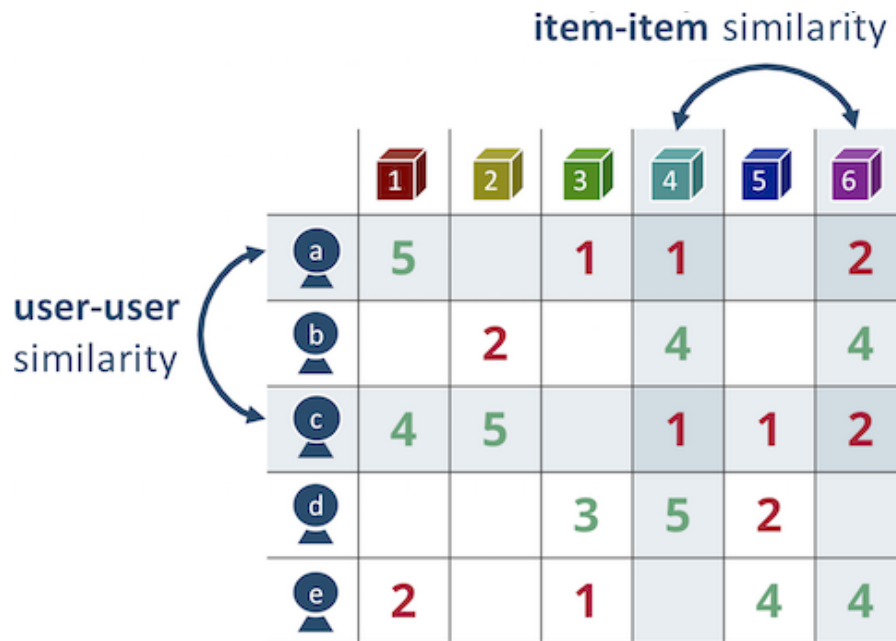 item-item similarity
1 2 3 4 5 6
a 5 1 1 2
user-user
similarity
b 2 4 4
c 4 5 1 1 2
d 3 5 2
e 2 1 4 4